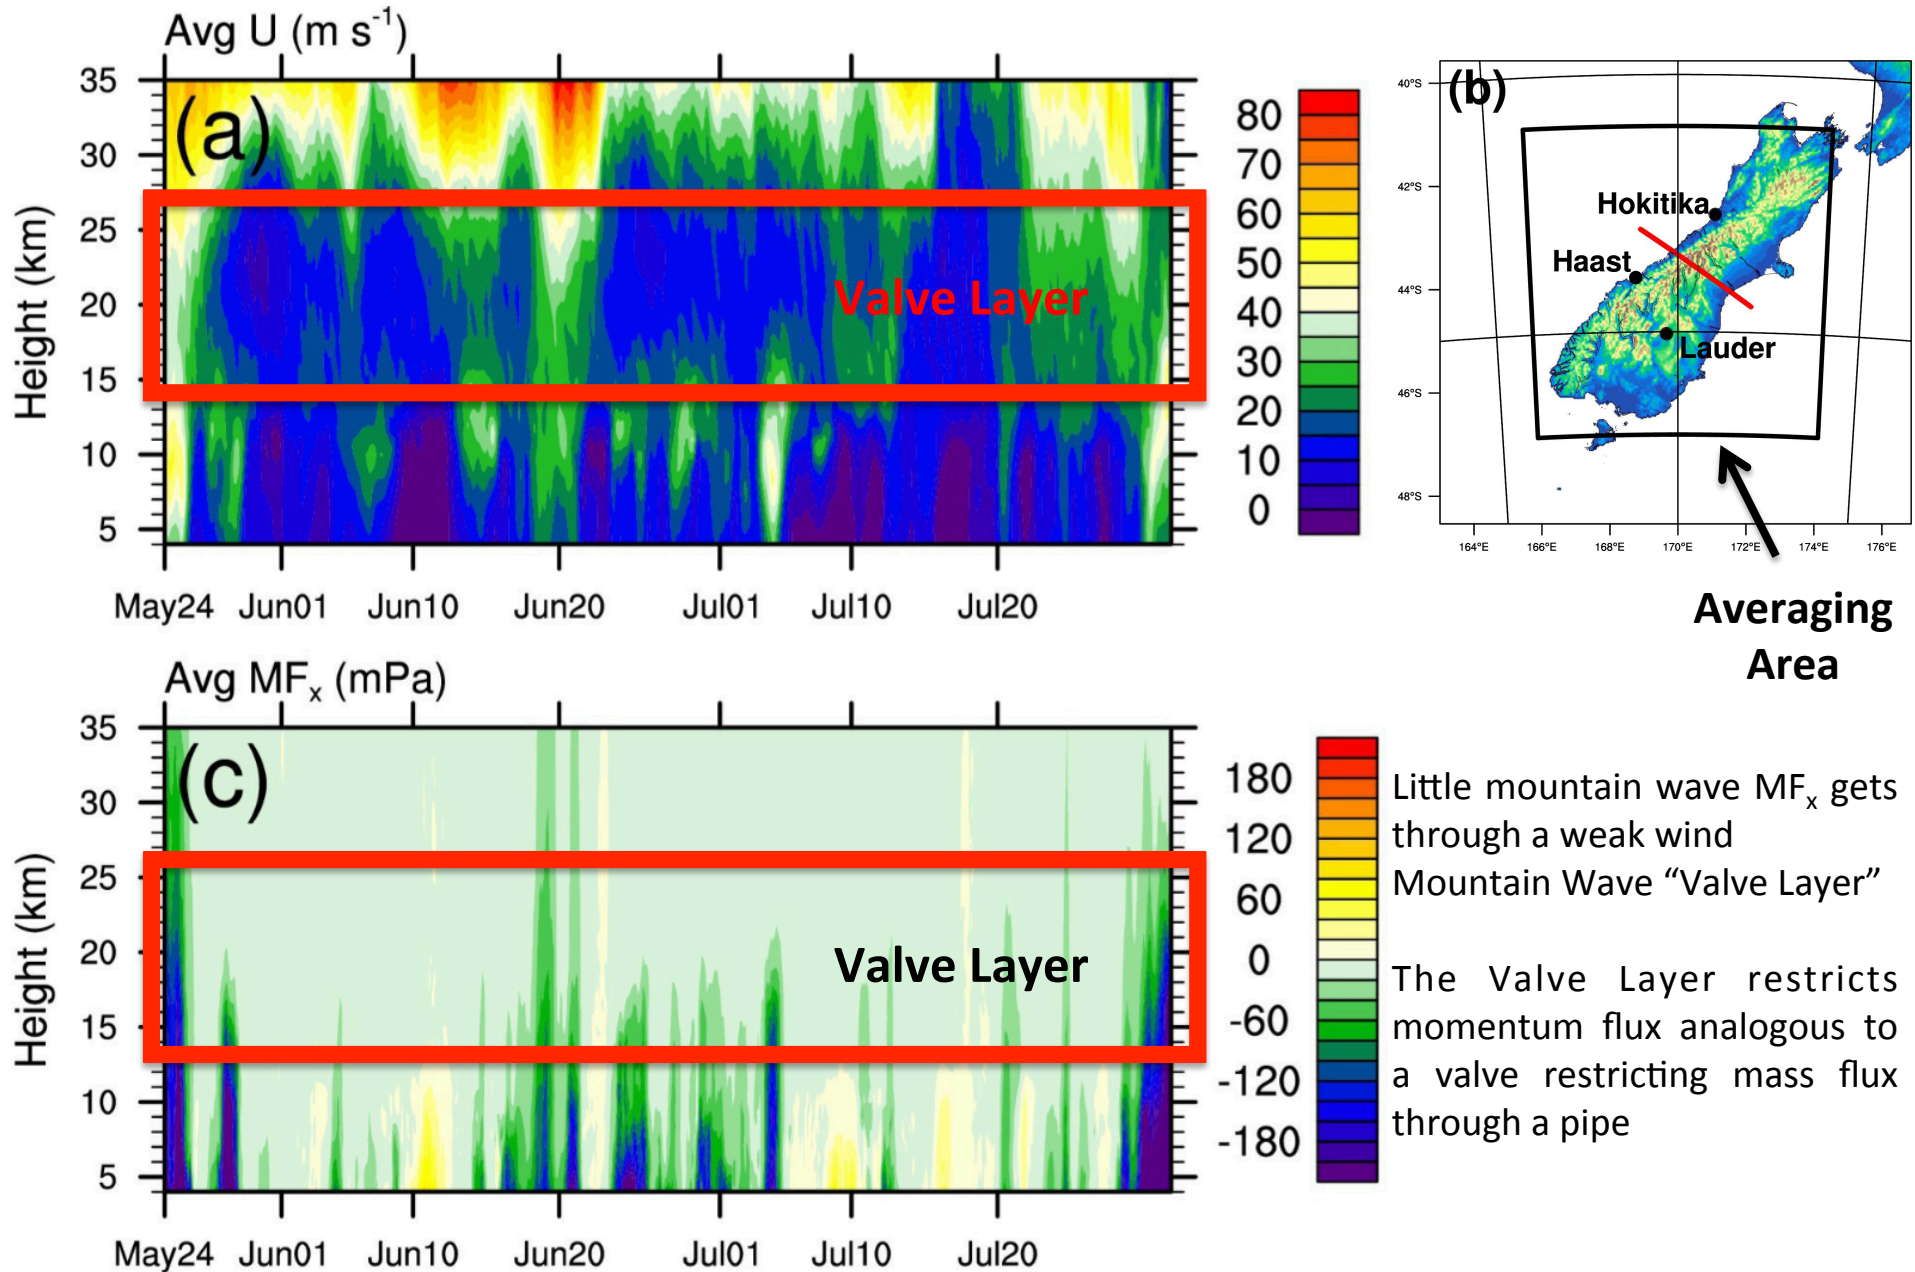 Avg U (m s⁻¹)
(a)
35
30
25
20
15
10
5
Height (km)
Valve Layer
May24 Jun01 Jun10 Jun20 Jul01 Jul10 Jul20
80
70
60
50
40
30
20
10
0
(b)
40°S
42°S
44°S
46°S
48°S
Hokitika
Haast
Lauder
164°E 166°E 168°E 170°E 172°E 174°E 176°E
Averaging
Area
Avg MFₓ (mPa)
(c)
35
30
25
20
15
10
5
Height (km)
Valve Layer
May24 Jun01 Jun10 Jun20 Jul01 Jul10 Jul20
180
120
60
0
-60
-120
-180
Little mountain wave MFₓ gets
through a weak wind
Mountain Wave “Valve Layer”
The Valve Layer restricts
momentum flux analogous to
a valve restricting mass flux
through a pipe